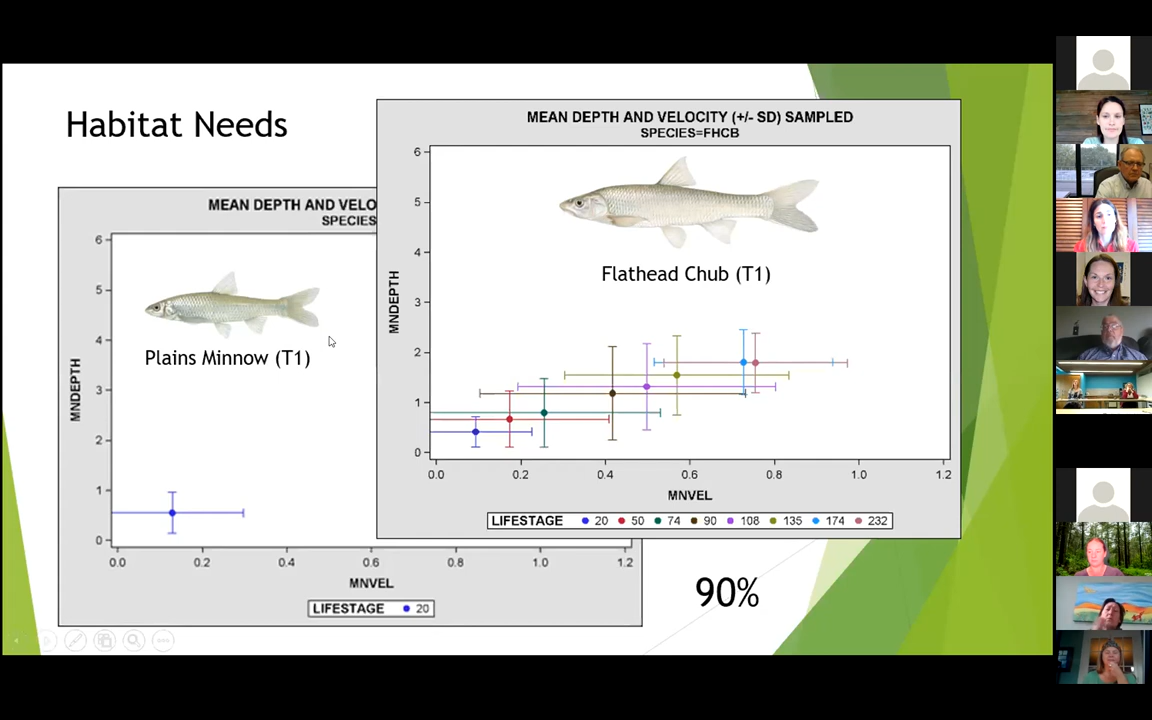 Habitat Needs
MEAN DEPTH AND VELO
SPECIES
6
5
4
3
2
1
0
MNDEPTH
Plains Minnow (T1)
0.0 0.2 0.4 0.6 0.8 1.0 1.2
MNVEL
LIFESTAGE 20
MEAN DEPTH AND VELOCITY (+/- SD) SAMPLED
SPECIES=FHCB
6
5
4
3
2
1
0
MNDEPTH
Flathead Chub (T1)
0.0 0.2 0.4 0.6 0.8 1.0 1.2
MNVEL
LIFESTAGE 20 50 74 90 108 135 174 232
90%